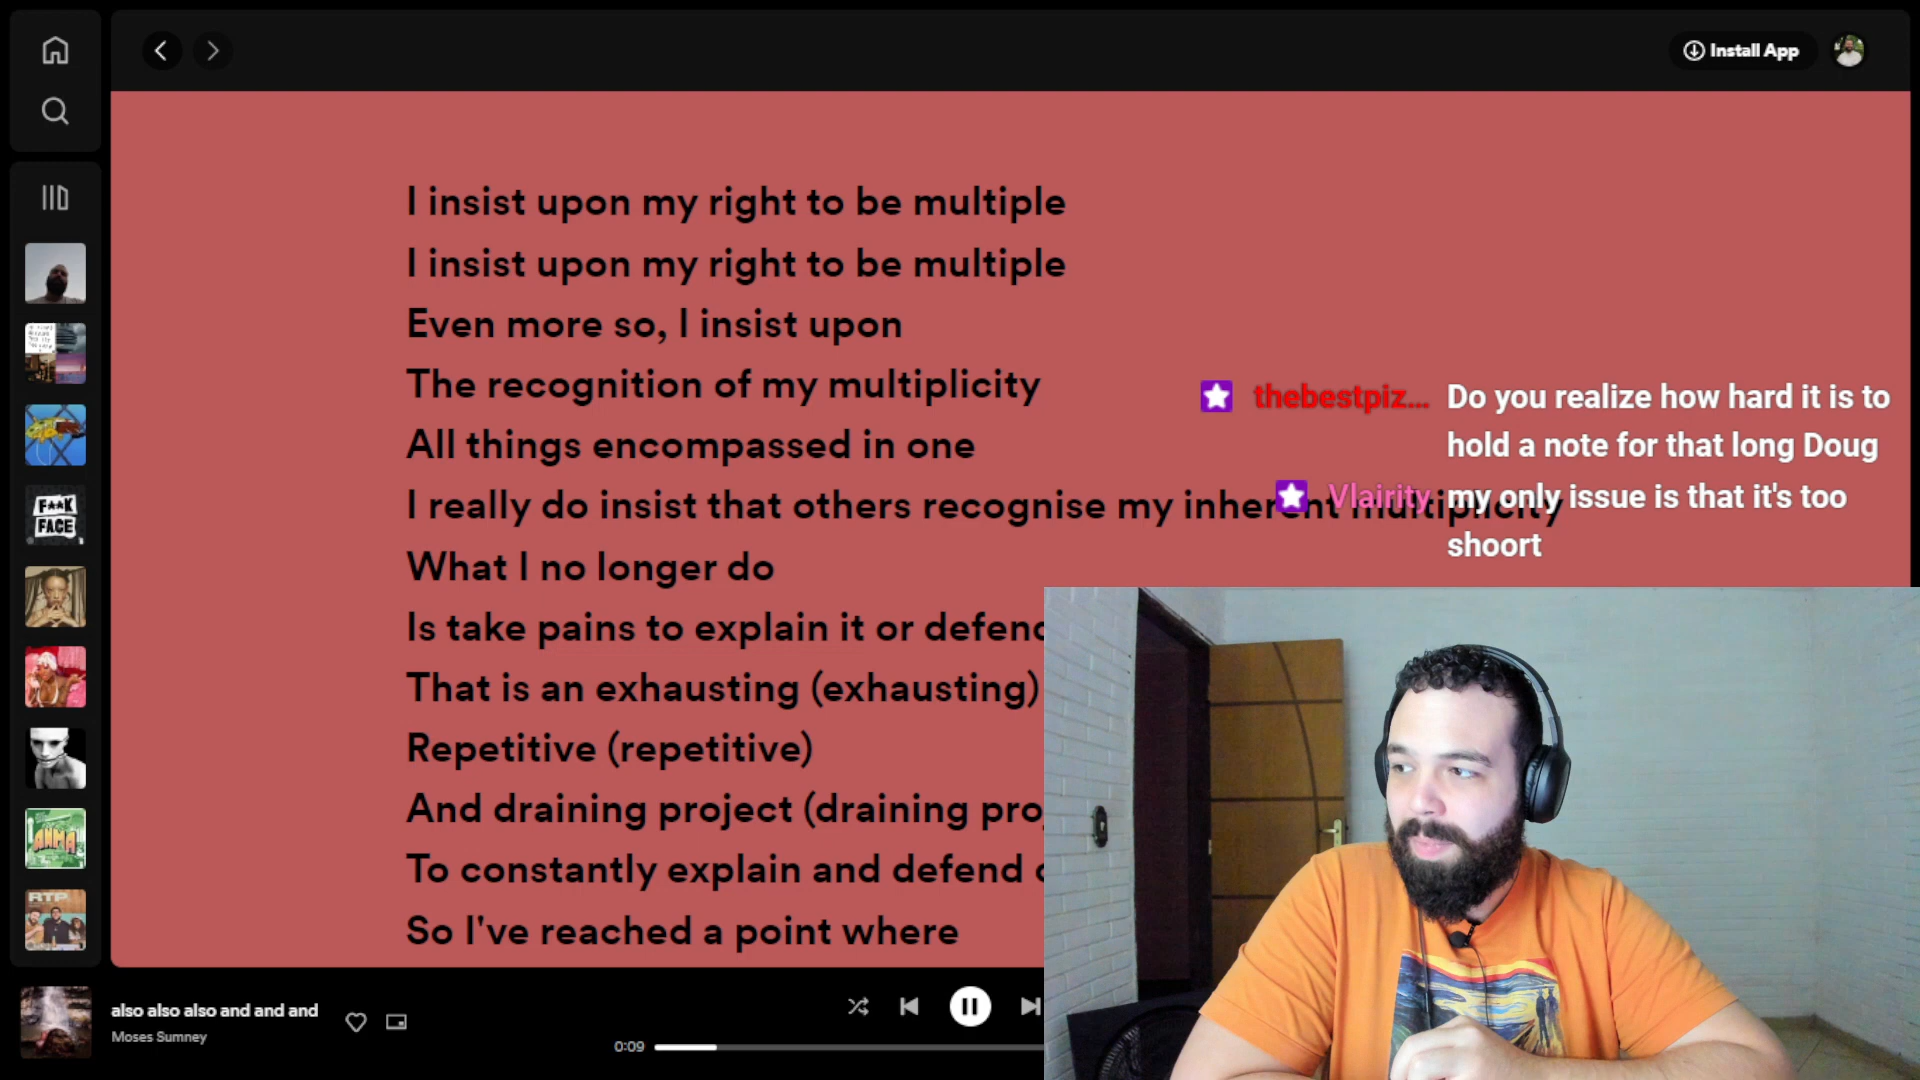 Install App
I insist upon my right to be multiple
I insist upon my right to be multiple
Even more so, I insist upon
The recognition of my multiplicity
All things encompassed in one
I really do insist that others recognise my inherent multiplicity
What I no longer do
Is take pains to explain it or defend
That is an exhausting (exhausting)
Repetitive (repetitive)
And draining project (draining
To constantly explain and defend
So I've reached a point where
thebestpiz... Do you realize how hard it is to
hold a note for that long Doug
Vlairity my only issue is that it's too
shoort
F**K
FACE
ANMA
RTP
also also also and and and
Moses Sumney
0:09